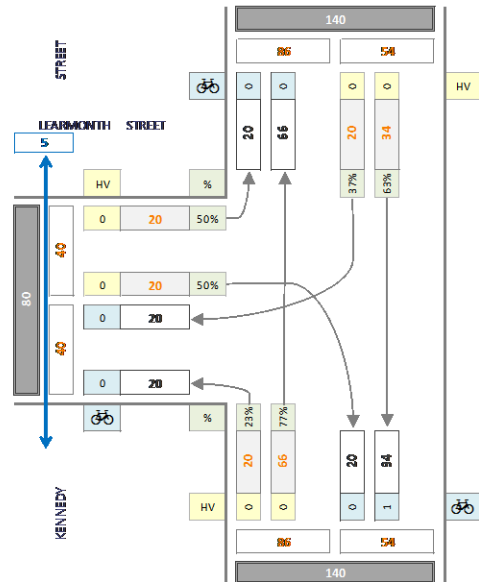 140
86 54
STREET
0 0 0 0 HV
20 66 20 34
LEARMONTH STREET
5
37% 63%
HV %
0 20 50%
40
80
0 20 50%
0 20
40
0 20
% 23% 77%
20 66 20 34
KENNEDY
HV 0 0 0 1
86 54
140